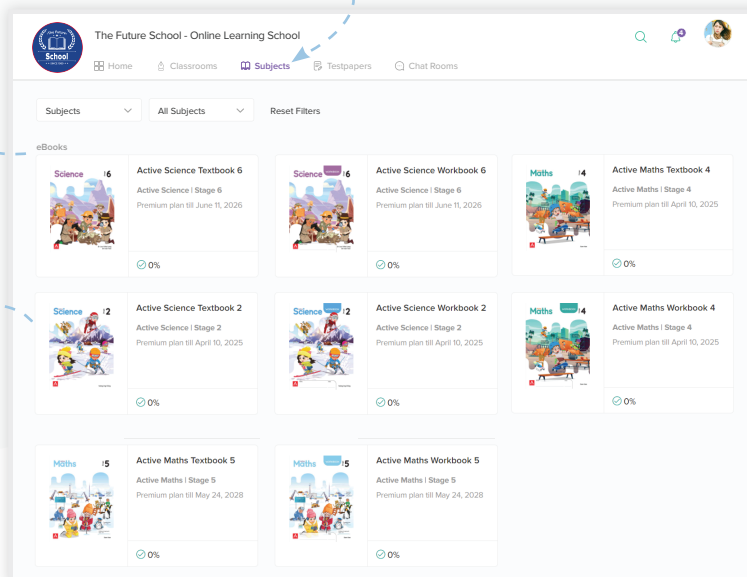 The Future
School
The Future School - Online Learning School
4
Home
Classrooms
Subjects
Testpapers
Chat Rooms
Subjects
All Subjects
Reset Filters
eBooks
Science 6
Active Science Textbook 6
Active Science | Stage 6
Premium plan till June 11, 2026
0%
Science 6
Active Science Workbook 6
Active Science | Stage 6
Premium plan till June 11, 2026
0%
Maths 4
Active Maths Textbook 4
Active Maths | Stage 4
Premium plan till April 10, 2025
0%
Science 2
Active Science Textbook 2
Active Science | Stage 2
Premium plan till April 10, 2025
0%
Science 2
Active Science Workbook 2
Active Science | Stage 2
Premium plan till April 10, 2025
0%
Maths 4
Active Maths Workbook 4
Active Maths | Stage 4
Premium plan till April 10, 2025
0%
Maths 5
Active Maths Textbook 5
Active Maths | Stage 5
Premium plan till May 24, 2028
0%
Maths 5
Active Maths Workbook 5
Active Maths | Stage 5
Premium plan till May 24, 2028
0%